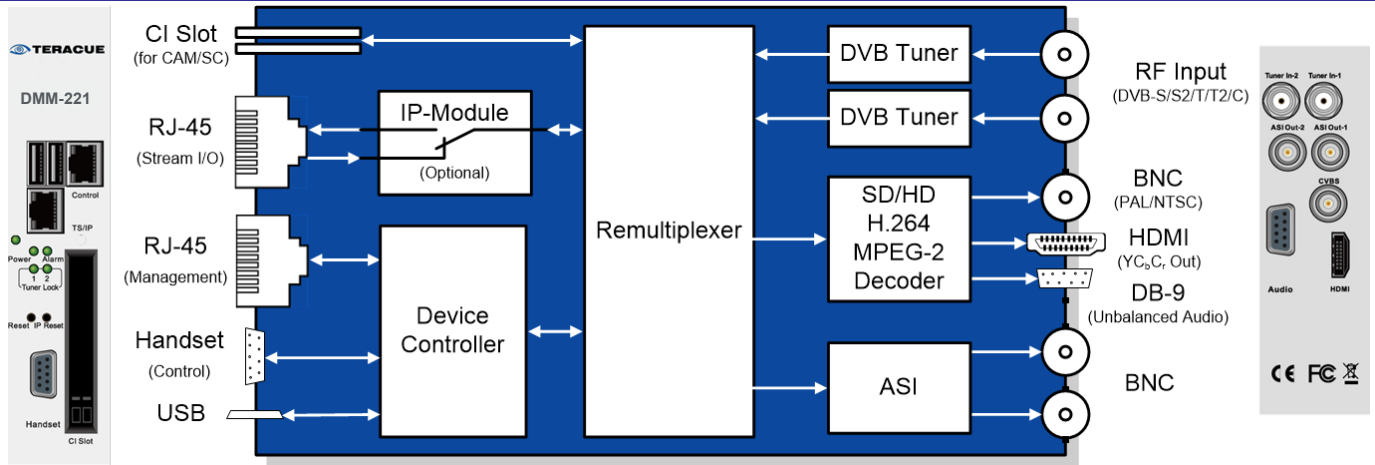 TERACUE
DMM-221
Control
TS/IP
Power Alarm
1 2
Tuner Lock
Reset IP Reset
Handset
CI Slot
CI Slot
(for CAM/SC)
RJ-45
(Stream I/O)
RJ-45
(Management)
Handset
(Control)
USB
IP-Module
(Optional)
Device
Controller
Remultiplexer
DVB Tuner
DVB Tuner
SD/HD
H.264
MPEG-2
Decoder
ASI
RF Input
(DVB-S/S2/T/T2/C)
BNC
(PAL/NTSC)
HDMI
(YCbCr Out)
DB-9
(Unbalanced Audio)
BNC
Tuner In-2 Tuner In-1
ASI Out-2 ASI Out-1
CVBS
Audio HDMI
CE FC